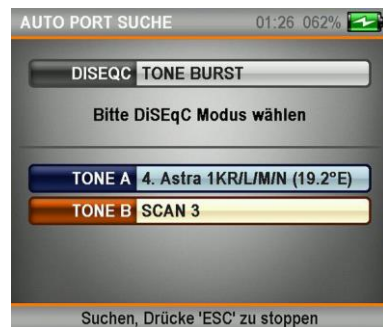 AUTO PORT SUCHE 01:26 062%
DISEQC TONE BURST
Bitte DiSEqC Modus wählen
TONE A 4. Astra 1KR/L/M/N (19.2°E)
TONE B SCAN 3
Suchen, Drücke 'ESC' zu stoppen